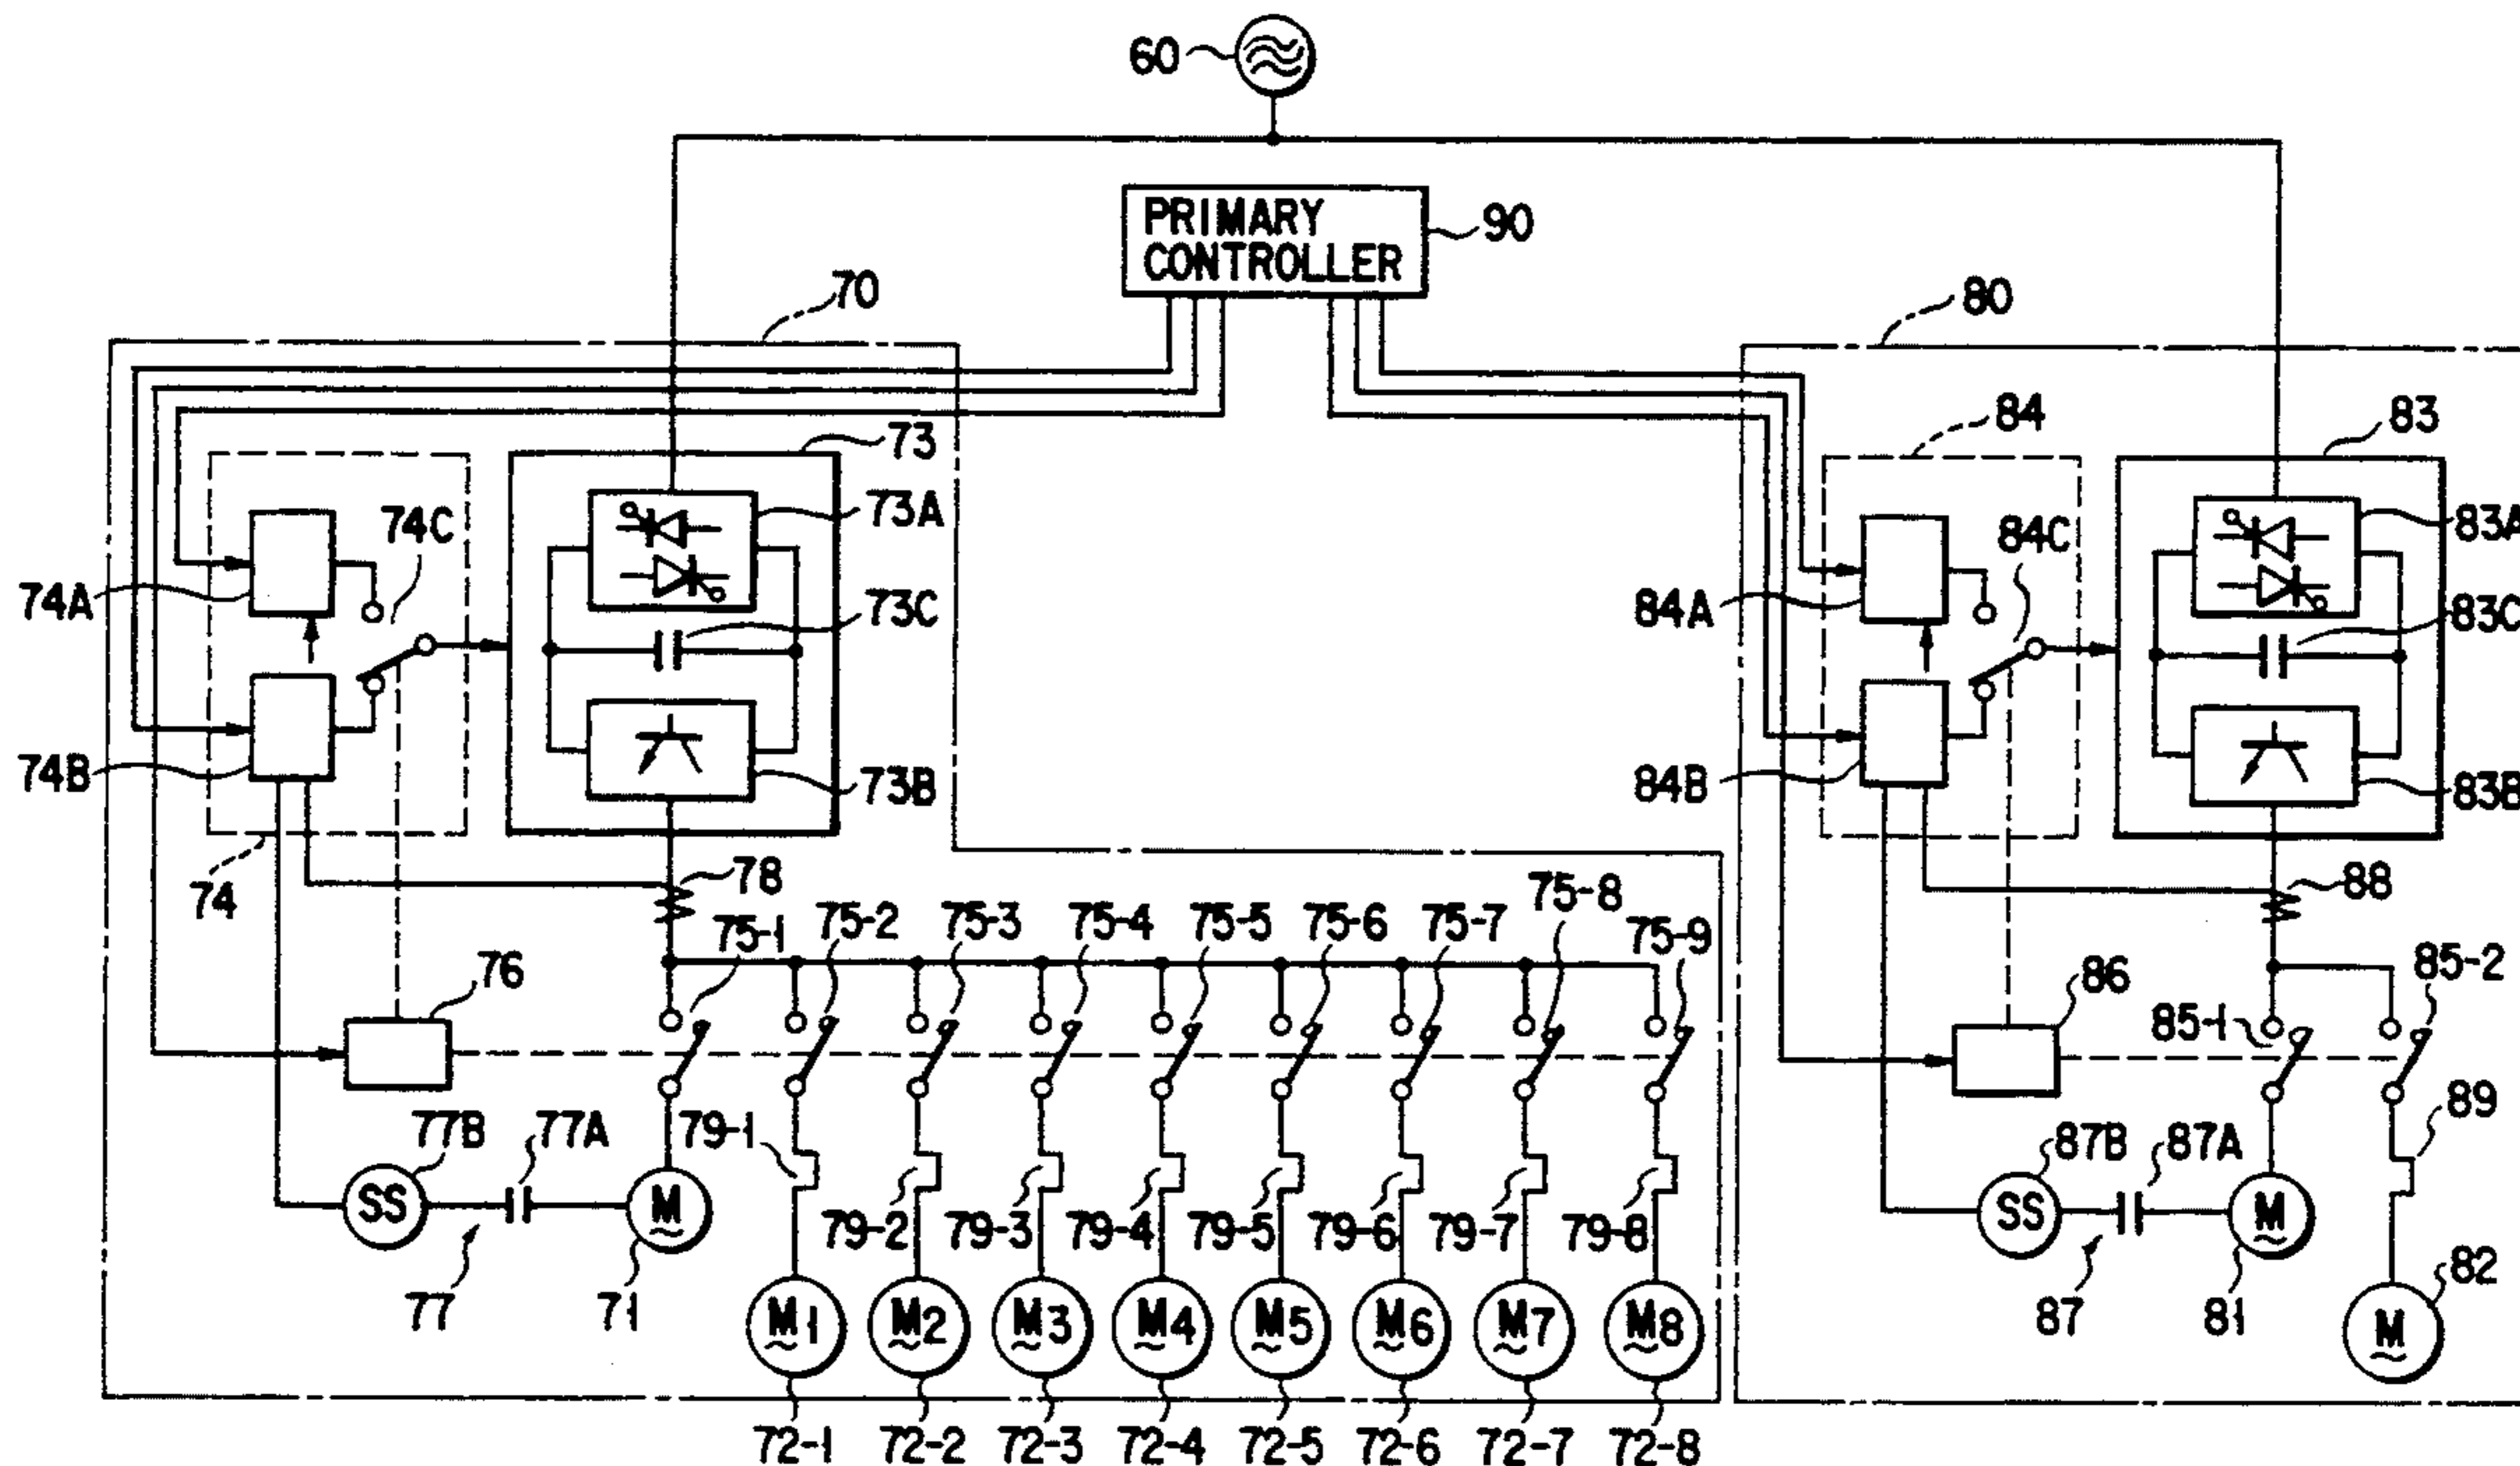 60
PRIMARY
CONTROLLER
90
70
80
73
84
83
73A
74C
83A
84C
74A
73C
84A
83C
74B
73B
84B
83B
74
78
88
75-1
75-2
75-3
75-4
75-5
75-6
75-7
75-8
75-9
76
86
85-1
85-2
77B
77A
79-1
87B
87A
89
SS
M
79-2
79-3
79-4
79-5
79-6
79-7
79-8
SS
M
77
71
87
81
82
M1
M2
M3
M4
M5
M6
M7
M8
M
72-1
72-2
72-3
72-4
72-5
72-6
72-7
72-8